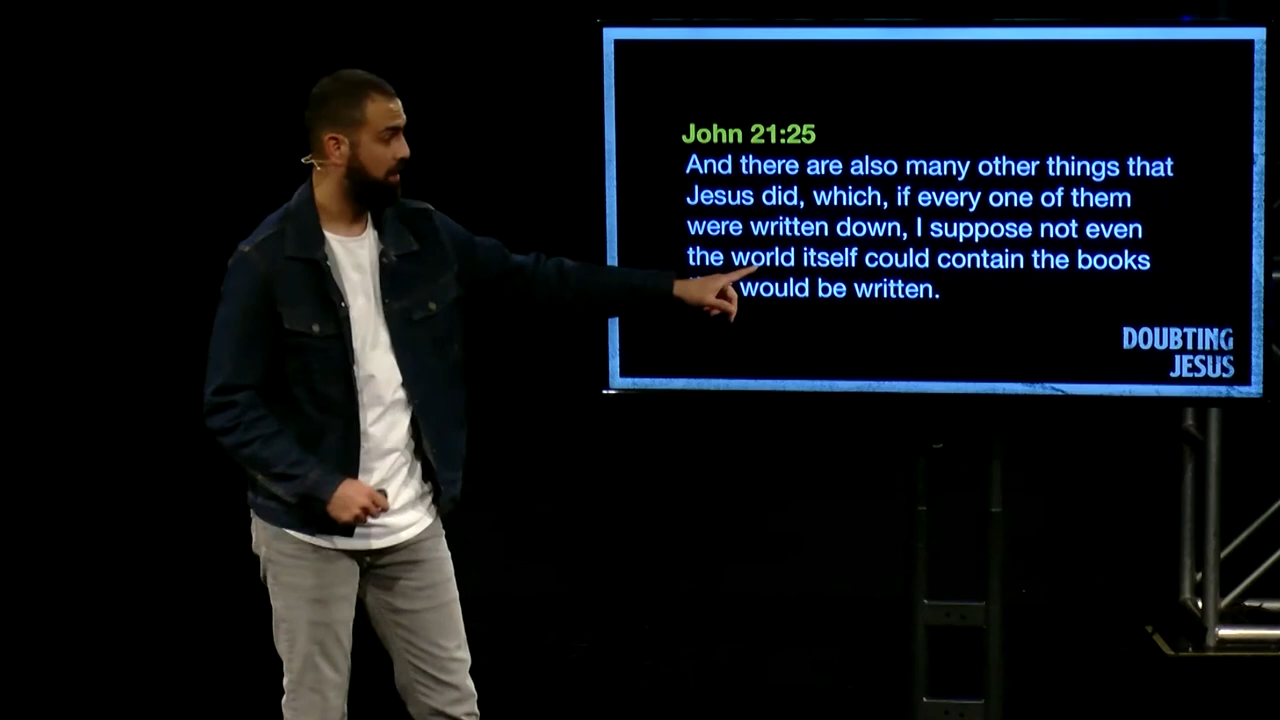 John 21:25
And there are also many other things that
Jesus did, which, if every one of them
were written down, I suppose not even
the world itself could contain the books
would be written.
DOUBTING
JESUS